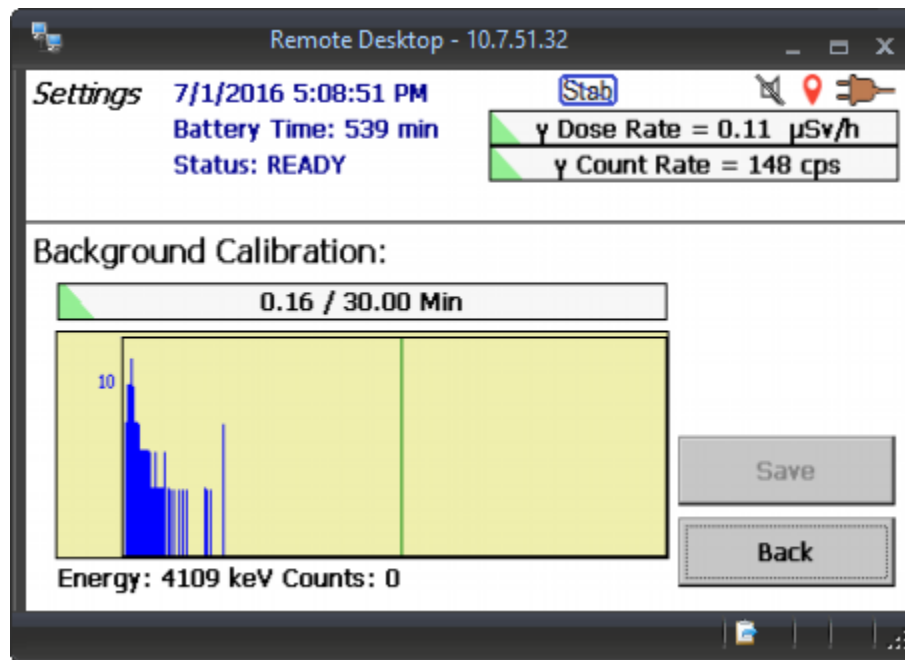 Remote Desktop - 10.7.51.32
Settings
7/1/2016 5:08:51 PM
Battery Time: 539 min
Status: READY
Stab
γ Dose Rate = 0.11 μSv/h
γ Count Rate = 148 cps
Background Calibration:
0.16 / 30.00 Min
10
Energy: 4109 keV Counts: 0
Save
Back